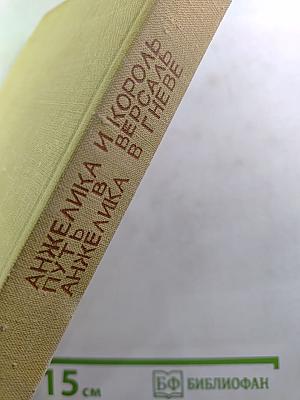 АНЖЕЛИКА И КОРОЛЬ
ПУТЬ В ВЕРСАЛЬ
АНЖЕЛИКА В ГНЕВЕ
15 см
БФ БИБЛИОФАН